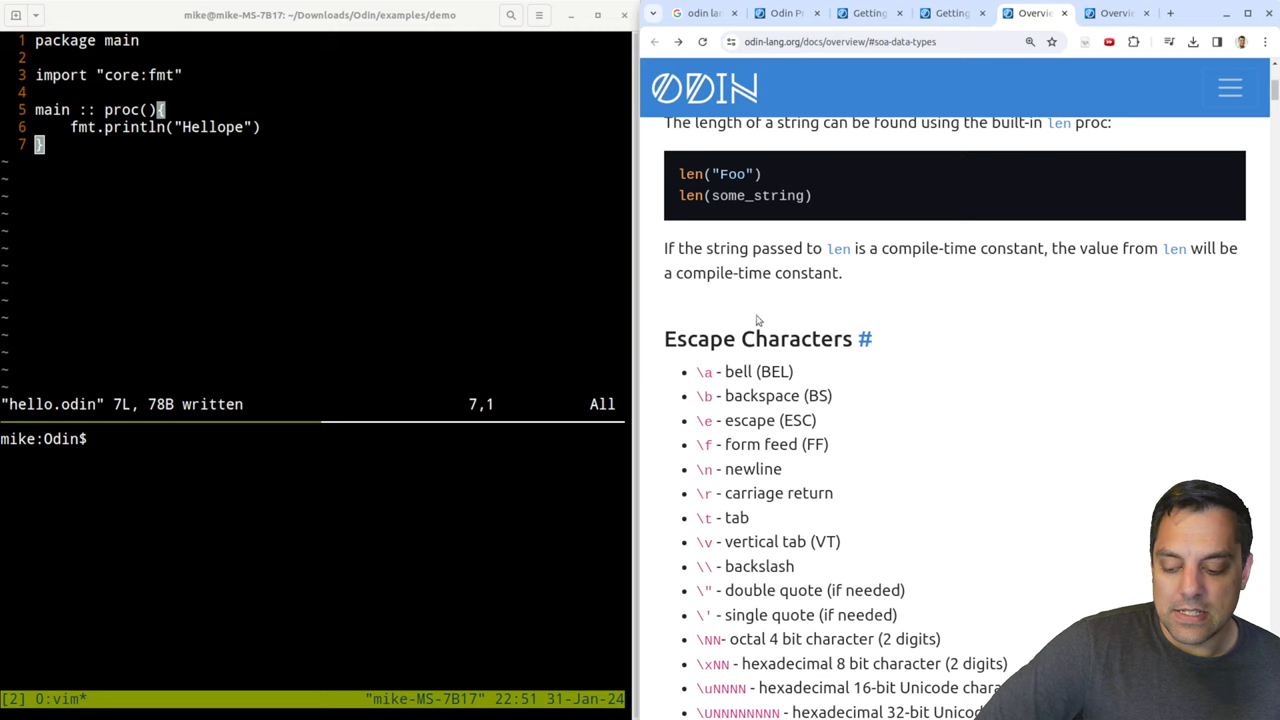 mike@mike-MS-7B17: ~/Downloads/Odin/examples/demo
1 package main
2
3 import "core:fmt"
4
5 main :: proc(){
6 fmt.println("Hellope")
7 }
~
~
~
~
~
~
~
~
~
~
~
~
~
~
"hello.odin" 7L, 78B written 7,1 All
mike:Odin$
[2] 0:vim* "mike-MS-7B17" 22:51 31-Jan-24
odin lan
Odin P
Getting
Getting
Overvie
Overvie
odin-lang.org/docs/overview/#soa-data-types
ODIN
The length of a string can be found using the built-in len proc:
len("Foo")
len(some_string)
If the string passed to len is a compile-time constant, the value from len will be
a compile-time constant.
Escape Characters #
\a - bell (BEL)
\b - backspace (BS)
\e - escape (ESC)
\f - form feed (FF)
\n - newline
\r - carriage return
\t - tab
\v - vertical tab (VT)
\\ - backslash
\" - double quote (if needed)
\' - single quote (if needed)
\NN- octal 4 bit character (2 digits)
\xNN - hexadecimal 8 bit character (2 digits)
\uNNNN - hexadecimal 16-bit Unicode chara
\UNNNNNNNN - hexadecimal 32-bit Unicod